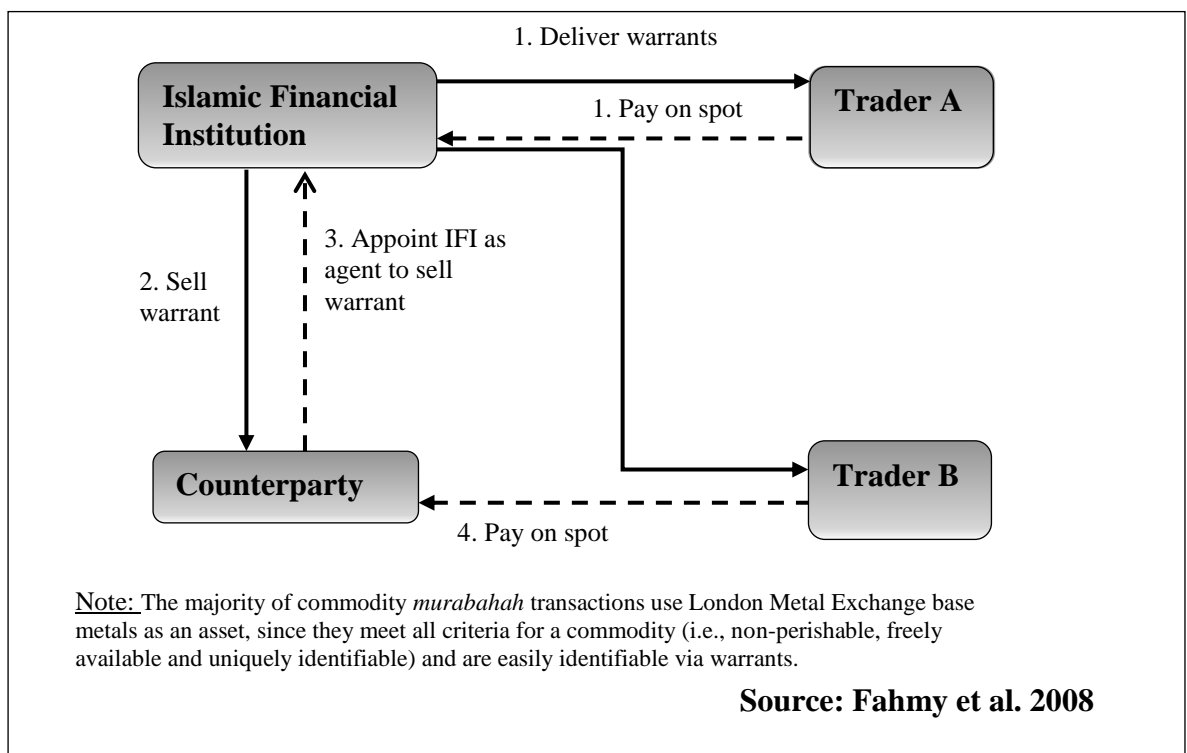 1. Deliver warrants
Islamic Financial
Institution
Trader A
1. Pay on spot
3. Appoint IFI as
agent to sell
warrant
2. Sell
warrant
Counterparty
Trader B
4. Pay on spot
Note: The majority of commodity murabahah transactions use London Metal Exchange base
metals as an asset, since they meet all criteria for a commodity (i.e., non-perishable, freely
available and uniquely identifiable) and are easily identifiable via warrants.
Source: Fahmy et al. 2008